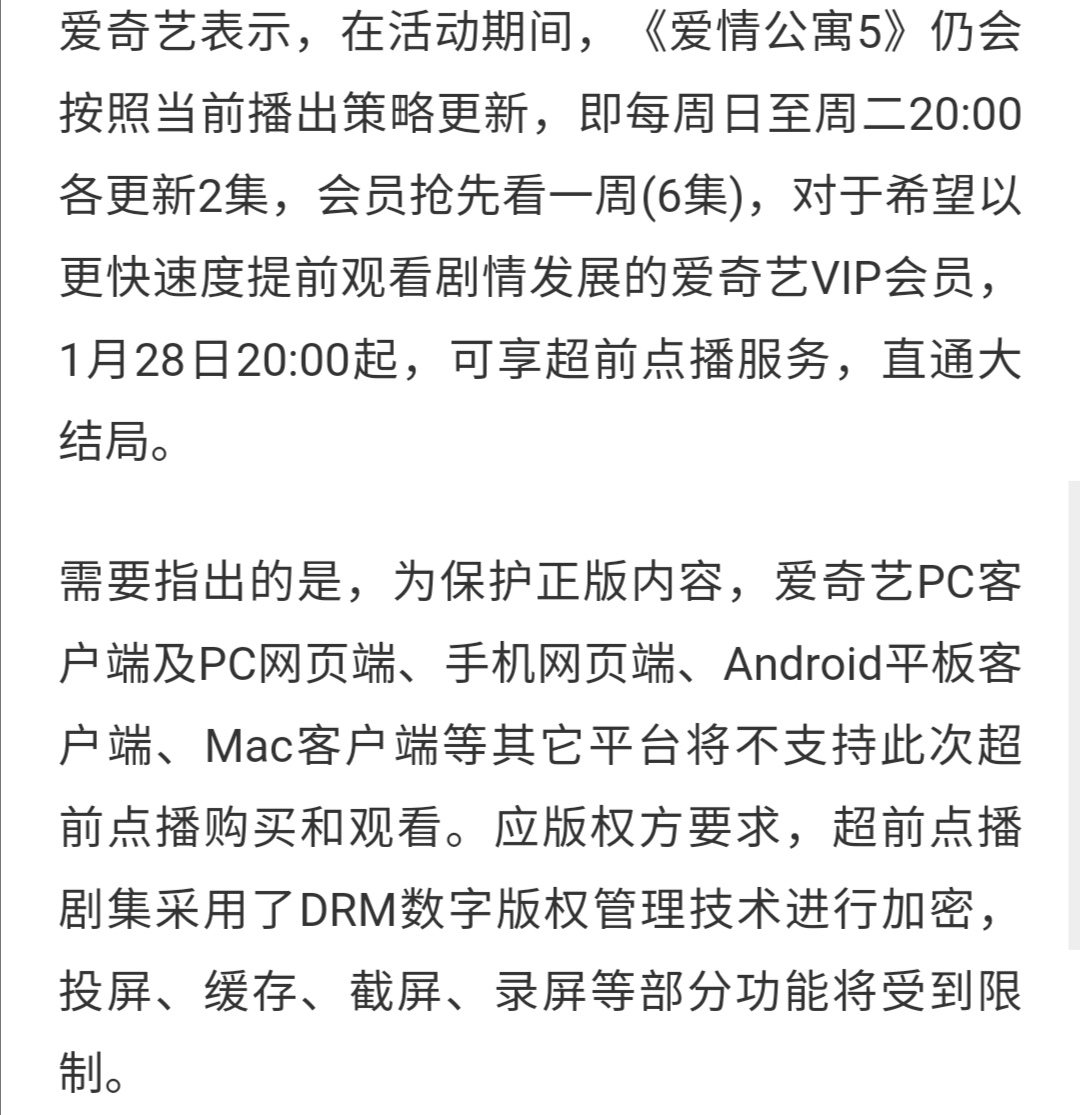 爱奇艺表示，在活动期间，《爱情公寓5》仍会
按照当前播出策略更新，即每周日至周二20:00
各更新2集，会员抢先看一周(6集)，对于希望以
更快速度提前观看剧情发展的爱奇艺VIP会员，
1月28日20:00起，可享超前点播服务，直通大
结局。
需要指出的是，为保护正版内容，爱奇艺PC客
户端及PC网页端、手机网页端、Android平板客
户端、Mac客户端等其它平台将不支持此次超
前点播购买和观看。应版权方要求，超前点播
剧集采用了DRM数字版权管理技术进行加密，
投屏、缓存、截屏、录屏等部分功能将受到限
制。